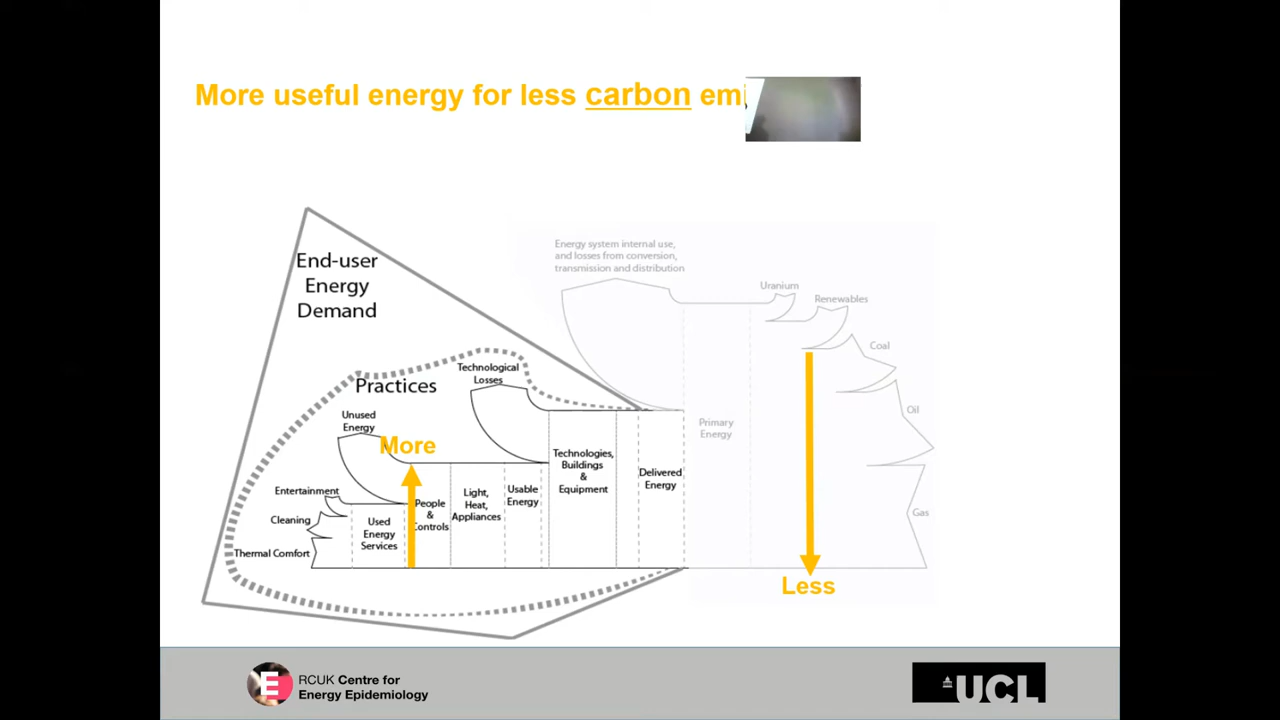 More useful energy for less carbon
End-user
Energy
Demand
Energy system internal use,
and losses from conversion,
transmission and distribution
Uranium
Renewables
Coal
Oil
Gas
Primary
Energy
Practices
Technological
Losses
Unused
Energy
More
Entertainment
Cleaning
Thermal Comfort
Used
Energy
Services
People
&
Controls
Light,
Heat,
Appliances
Usable
Energy
Technologies,
Buildings
&
Equipment
Delivered
Energy
Less
E
RCUK Centre for
Energy Epidemiology
UCL